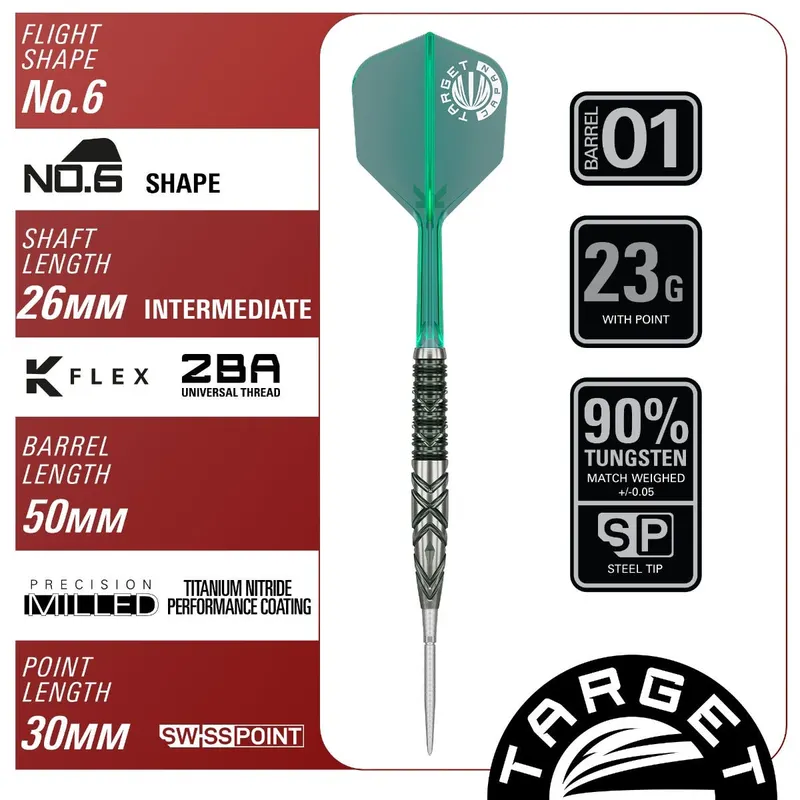 FLIGHT
SHAPE
No.6
NO.6 SHAPE
SHAFT
LENGTH
26MM INTERMEDIATE
K FLEX 2BA
UNIVERSAL THREAD
BARREL
LENGTH
50MM
PRECISION
MILLED
TITANIUM NITRIDE
PERFORMANCE COATING
POINT
LENGTH
30MM SWISSPOINT
TARGET
JAPAN
K
BARREL
01
23G
WITH POINT
90%
TUNGSTEN
MATCH WEIGHED
+/-0.05
SP
STEEL TIP
TARGET